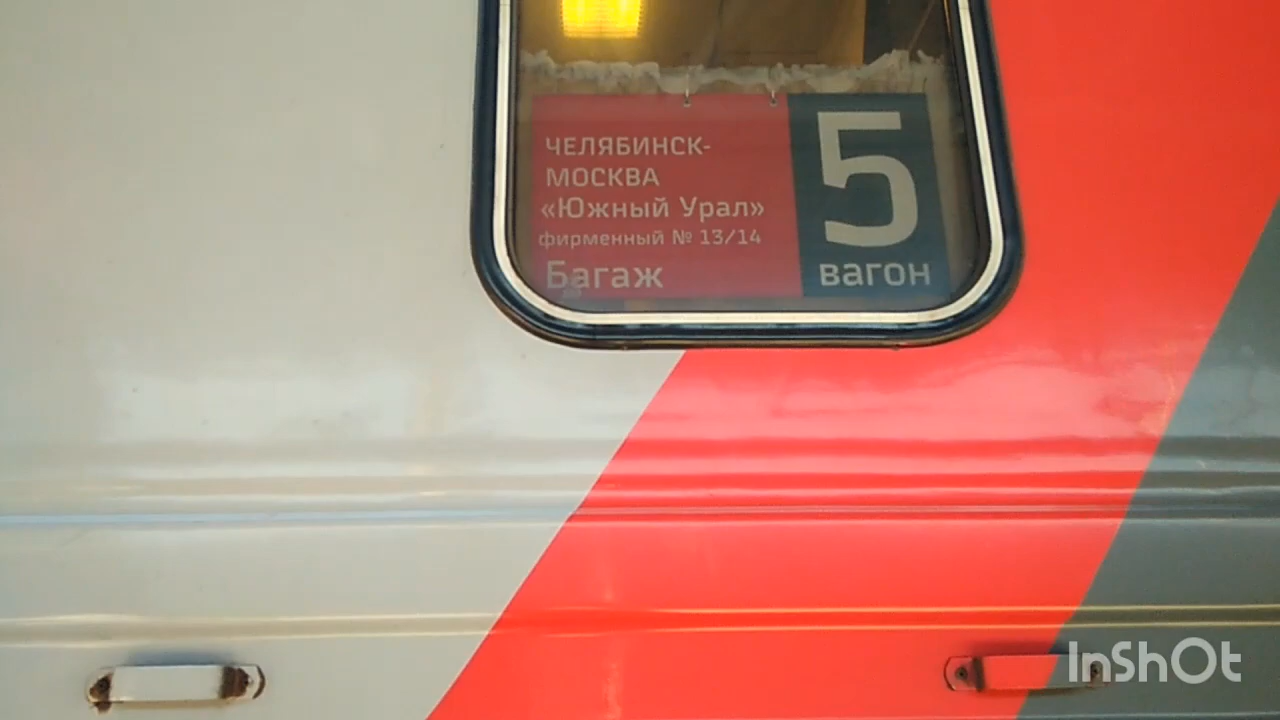 ЧЕЛЯБИНСК-
МОСКВА
«Южный Урал»
фирменный № 13/14
Багаж
5
вагон
InShOt